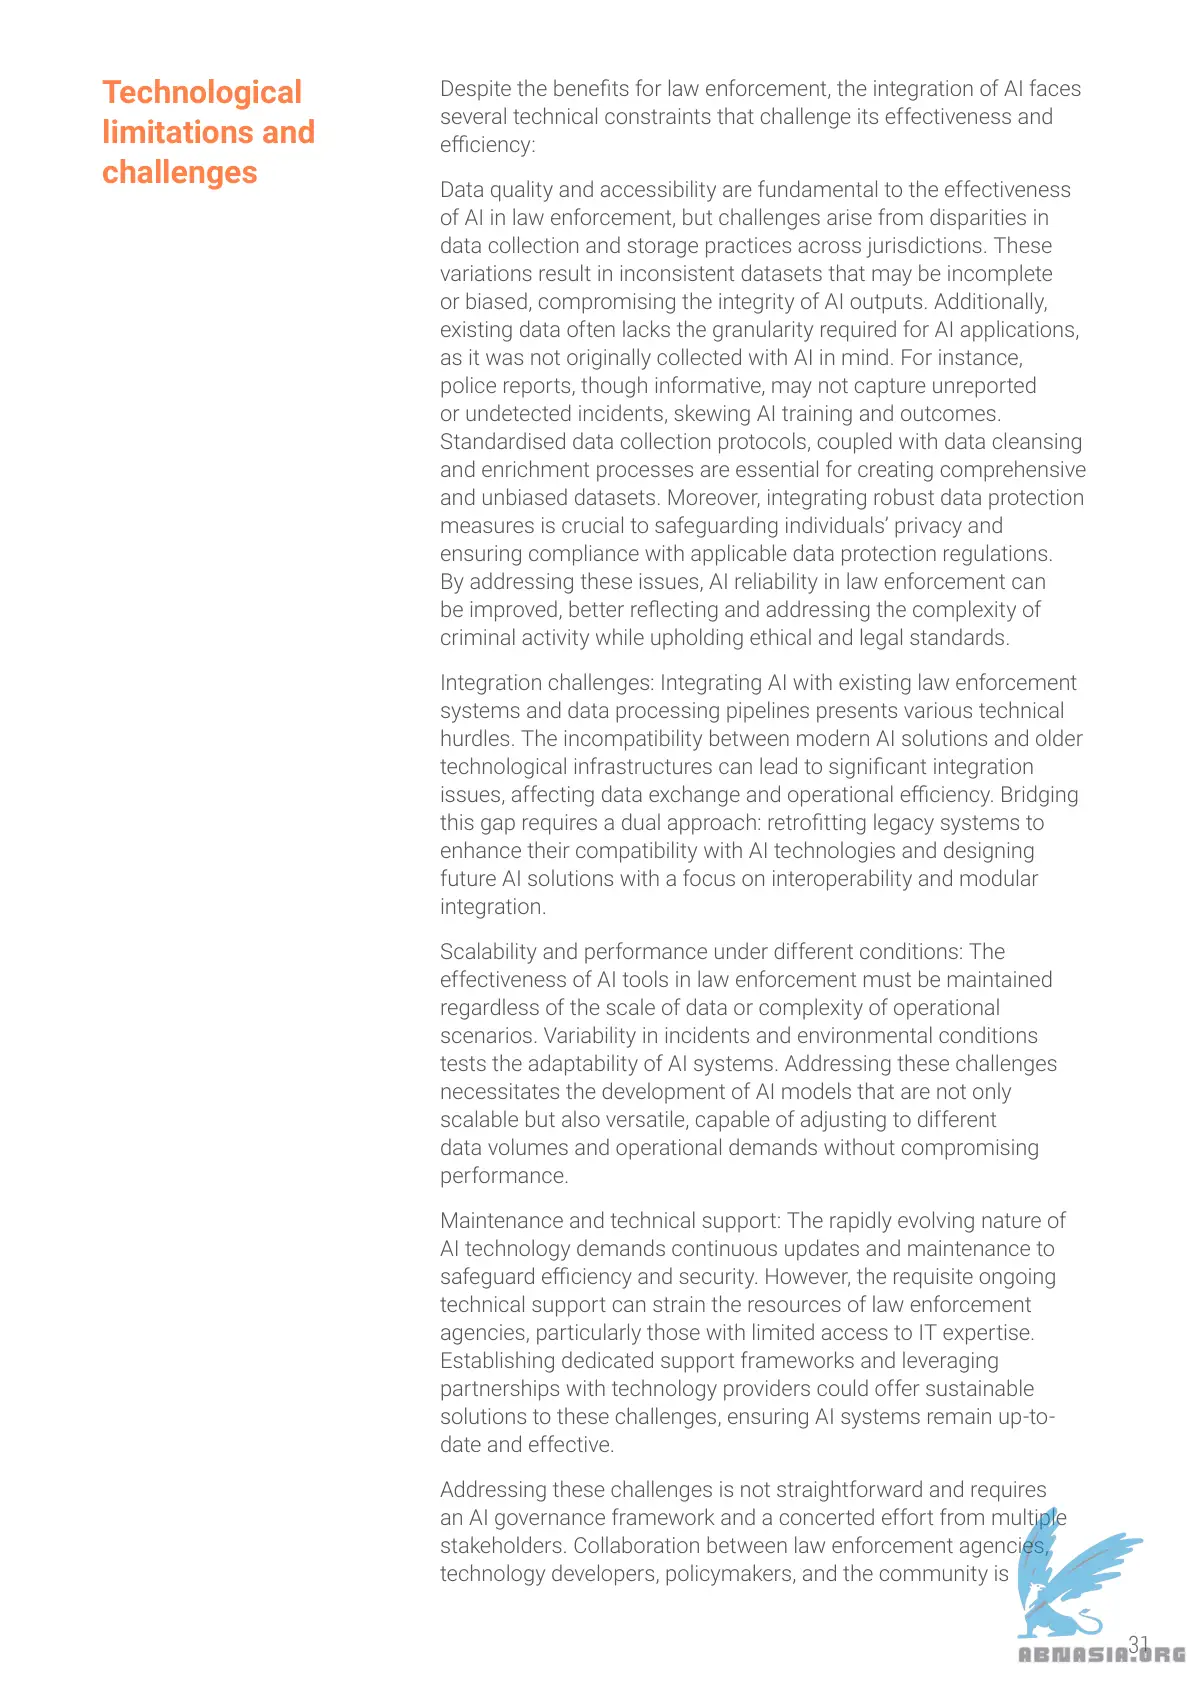 Technological
limitations and
challenges
Despite the benefits for law enforcement, the integration of AI faces
several technical constraints that challenge its effectiveness and
efficiency:
Data quality and accessibility are fundamental to the effectiveness
of AI in law enforcement, but challenges arise from disparities in
data collection and storage practices across jurisdictions. These
variations result in inconsistent datasets that may be incomplete
or biased, compromising the integrity of AI outputs. Additionally,
existing data often lacks the granularity required for AI applications,
as it was not originally collected with AI in mind. For instance,
police reports, though informative, may not capture unreported
or undetected incidents, skewing AI training and outcomes.
Standardised data collection protocols, coupled with data cleansing
and enrichment processes are essential for creating comprehensive
and unbiased datasets. Moreover, integrating robust data protection
measures is crucial to safeguarding individuals’ privacy and
ensuring compliance with applicable data protection regulations.
By addressing these issues, AI reliability in law enforcement can
be improved, better reflecting and addressing the complexity of
criminal activity while upholding ethical and legal standards.
Integration challenges: Integrating AI with existing law enforcement
systems and data processing pipelines presents various technical
hurdles. The incompatibility between modern AI solutions and older
technological infrastructures can lead to significant integration
issues, affecting data exchange and operational efficiency. Bridging
this gap requires a dual approach: retrofitting legacy systems to
enhance their compatibility with AI technologies and designing
future AI solutions with a focus on interoperability and modular
integration.
Scalability and performance under different conditions: The
effectiveness of AI tools in law enforcement must be maintained
regardless of the scale of data or complexity of operational
scenarios. Variability in incidents and environmental conditions
tests the adaptability of AI systems. Addressing these challenges
necessitates the development of AI models that are not only
scalable but also versatile, capable of adjusting to different
data volumes and operational demands without compromising
performance.
Maintenance and technical support: The rapidly evolving nature of
AI technology demands continuous updates and maintenance to
safeguard efficiency and security. However, the requisite ongoing
technical support can strain the resources of law enforcement
agencies, particularly those with limited access to IT expertise.
Establishing dedicated support frameworks and leveraging
partnerships with technology providers could offer sustainable
solutions to these challenges, ensuring AI systems remain up-to-
date and effective.
Addressing these challenges is not straightforward and requires
an AI governance framework and a concerted effort from multiple
stakeholders. Collaboration between law enforcement agencies,
technology developers, policymakers, and the community is
31
ABNASIA.ORG